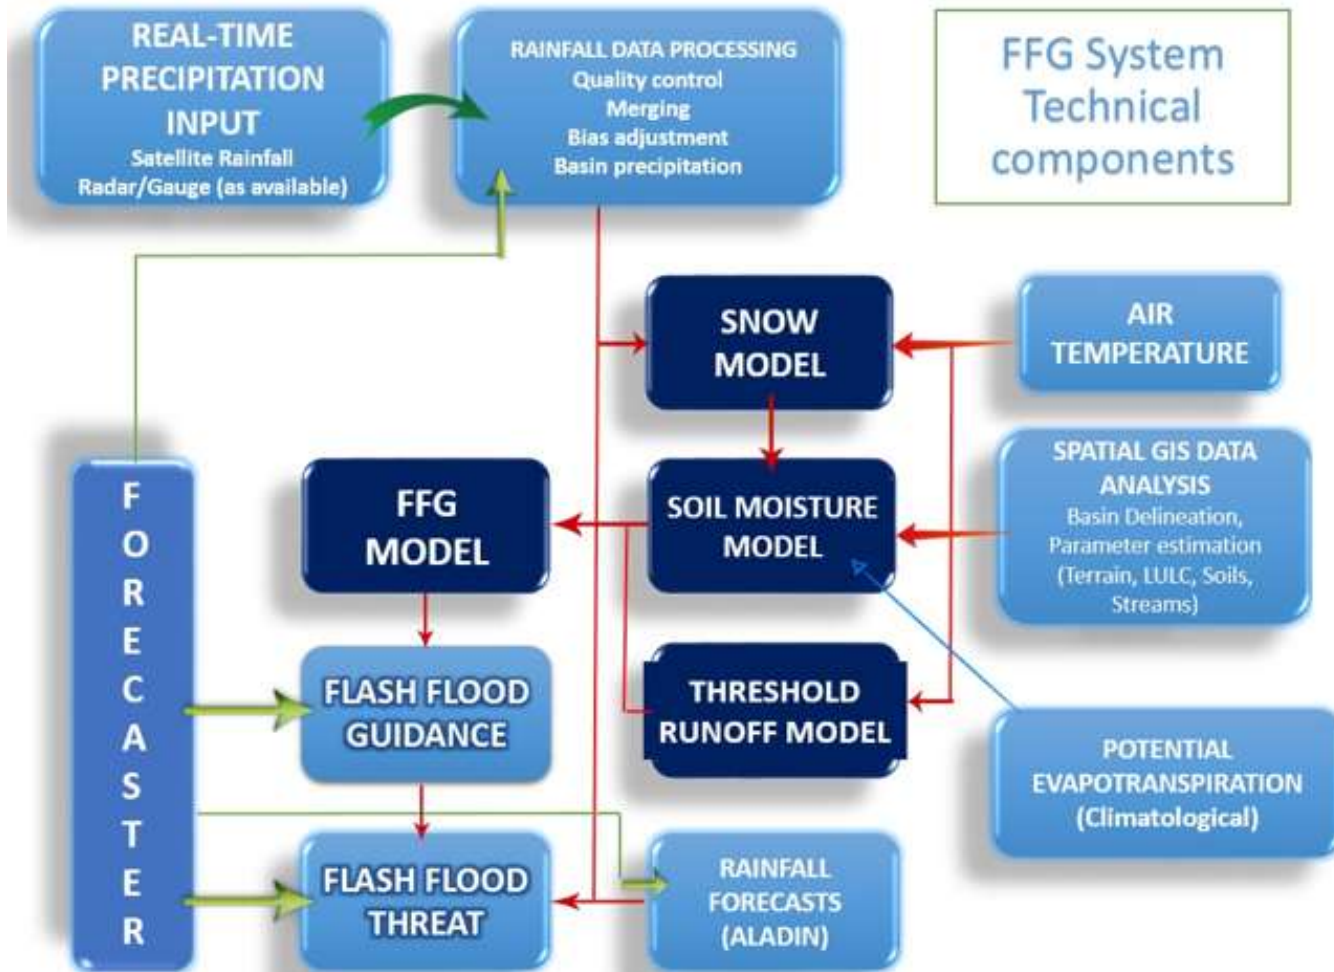 REAL-TIME
PRECIPITATION
INPUT
Satellite Rainfall
Radar/Gauge (as available)
RAINFALL DATA PROCESSING
Quality control
Merging
Bias adjustment
Basin precipitation
FFG System
Technical
components
SNOW
MODEL
AIR
TEMPERATURE
F
O
R
E
C
A
S
T
E
R
FFG
MODEL
SOIL MOISTURE
MODEL
SPATIAL GIS DATA
ANALYSIS
Basin Delineation,
Parameter estimation
(Terrain, LULC, Soils,
Streams)
FLASH FLOOD
GUIDANCE
THRESHOLD
RUNOFF MODEL
POTENTIAL
EVAPOTRANSPIRATION
(Climatological)
FLASH FLOOD
THREAT
RAINFALL
FORECASTS
(ALADIN)